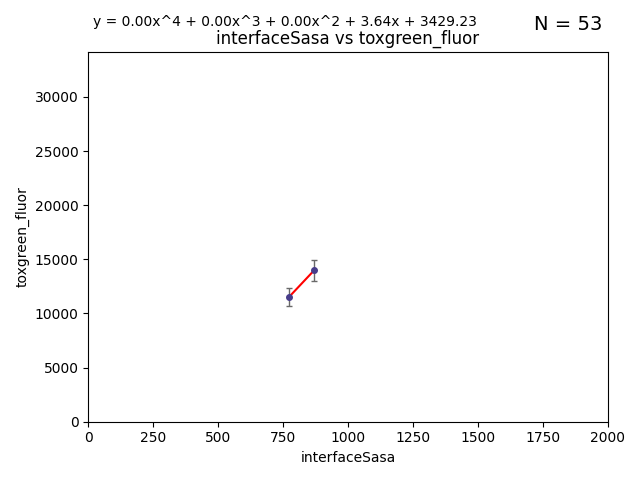 y = 0.00x^4 + 0.00x^3 + 0.00x^2 + 3.64x + 3429.23
N = 53
interfaceSasa vs toxgreen_fluor
30000
25000
20000
15000
10000
5000
0
toxgreen_fluor
0 250 500 750 1000 1250 1500 1750 2000
interfaceSasa